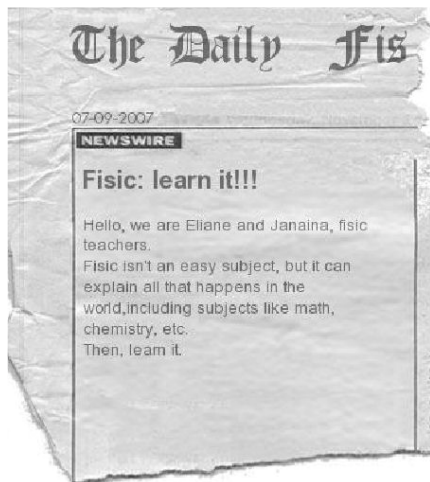 The Daily Fis
07-09-2007
NEWSWIRE
Fisic: learn it!!!
Hello, we are Eliane and Janaina, fisic
teachers.
Fisic isn't an easy subject, but it can
explain all that happens in the
world,including subjects like math,
chemistry, etc.
Then, learn it.